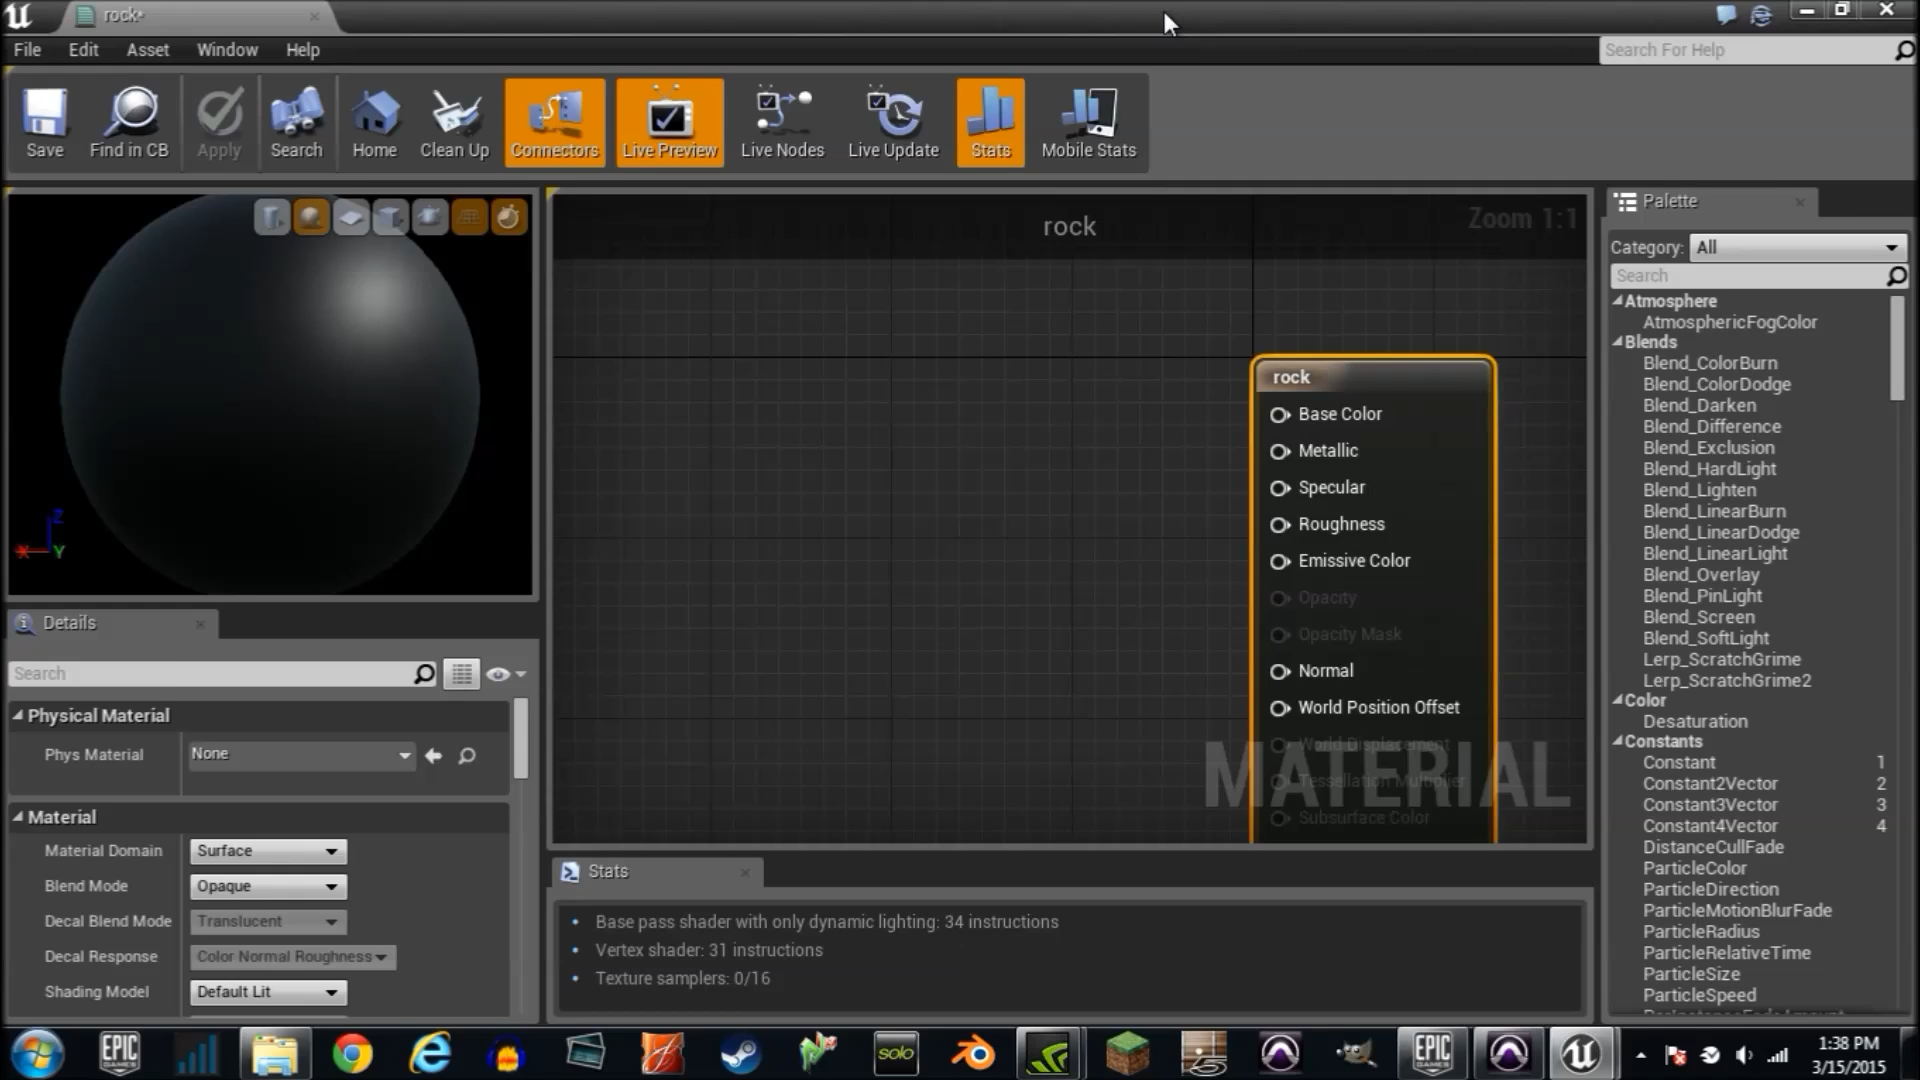 rock*
File Edit Asset Window Help
Search For Help
Save Find in CB Apply Search Home Clean Up Connectors Live Preview Live Nodes Live Update Stats Mobile Stats
rock
Zoom 1:1
Z
X Y
rock
Base Color
Metallic
Specular
Roughness
Emissive Color
Opacity
Opacity Mask
Normal
World Position Offset
World Displacement
Tessellation Multiplier
Subsurface Color
MATERIAL
Details
Search
Physical Material
Phys Material None
Material
Material Domain Surface
Blend Mode Opaque
Decal Blend Mode Translucent
Decal Response Color Normal Roughness
Shading Model Default Lit
Stats
Base pass shader with only dynamic lighting: 34 instructions
Vertex shader: 31 instructions
Texture samplers: 0/16
Palette
Category: All
Search
Atmosphere
AtmosphericFogColor
Blends
Blend_ColorBurn
Blend_ColorDodge
Blend_Darken
Blend_Difference
Blend_Exclusion
Blend_HardLight
Blend_Lighten
Blend_LinearBurn
Blend_LinearDodge
Blend_LinearLight
Blend_Overlay
Blend_PinLight
Blend_Screen
Blend_SoftLight
Lerp_ScratchGrime
Lerp_ScratchGrime2
Color
Desaturation
Constants
Constant 1
Constant2Vector 2
Constant3Vector 3
Constant4Vector 4
DistanceCullFade
ParticleColor
ParticleDirection
ParticleMotionBlurFade
ParticleRadius
ParticleRelativeTime
ParticleSize
ParticleSpeed
EPIC GAMES
solo
EPIC GAMES
1:38 PM
3/15/2015